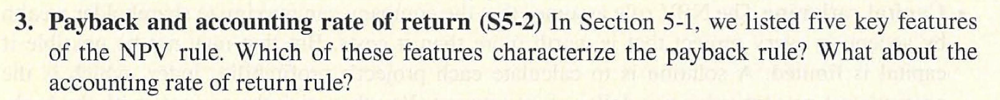 3. Payback and accounting rate of return (S5-2) In Section 5-1, we listed five key features
of the NPV rule. Which of these features characterize the payback rule? What about the
accounting rate of return rule?